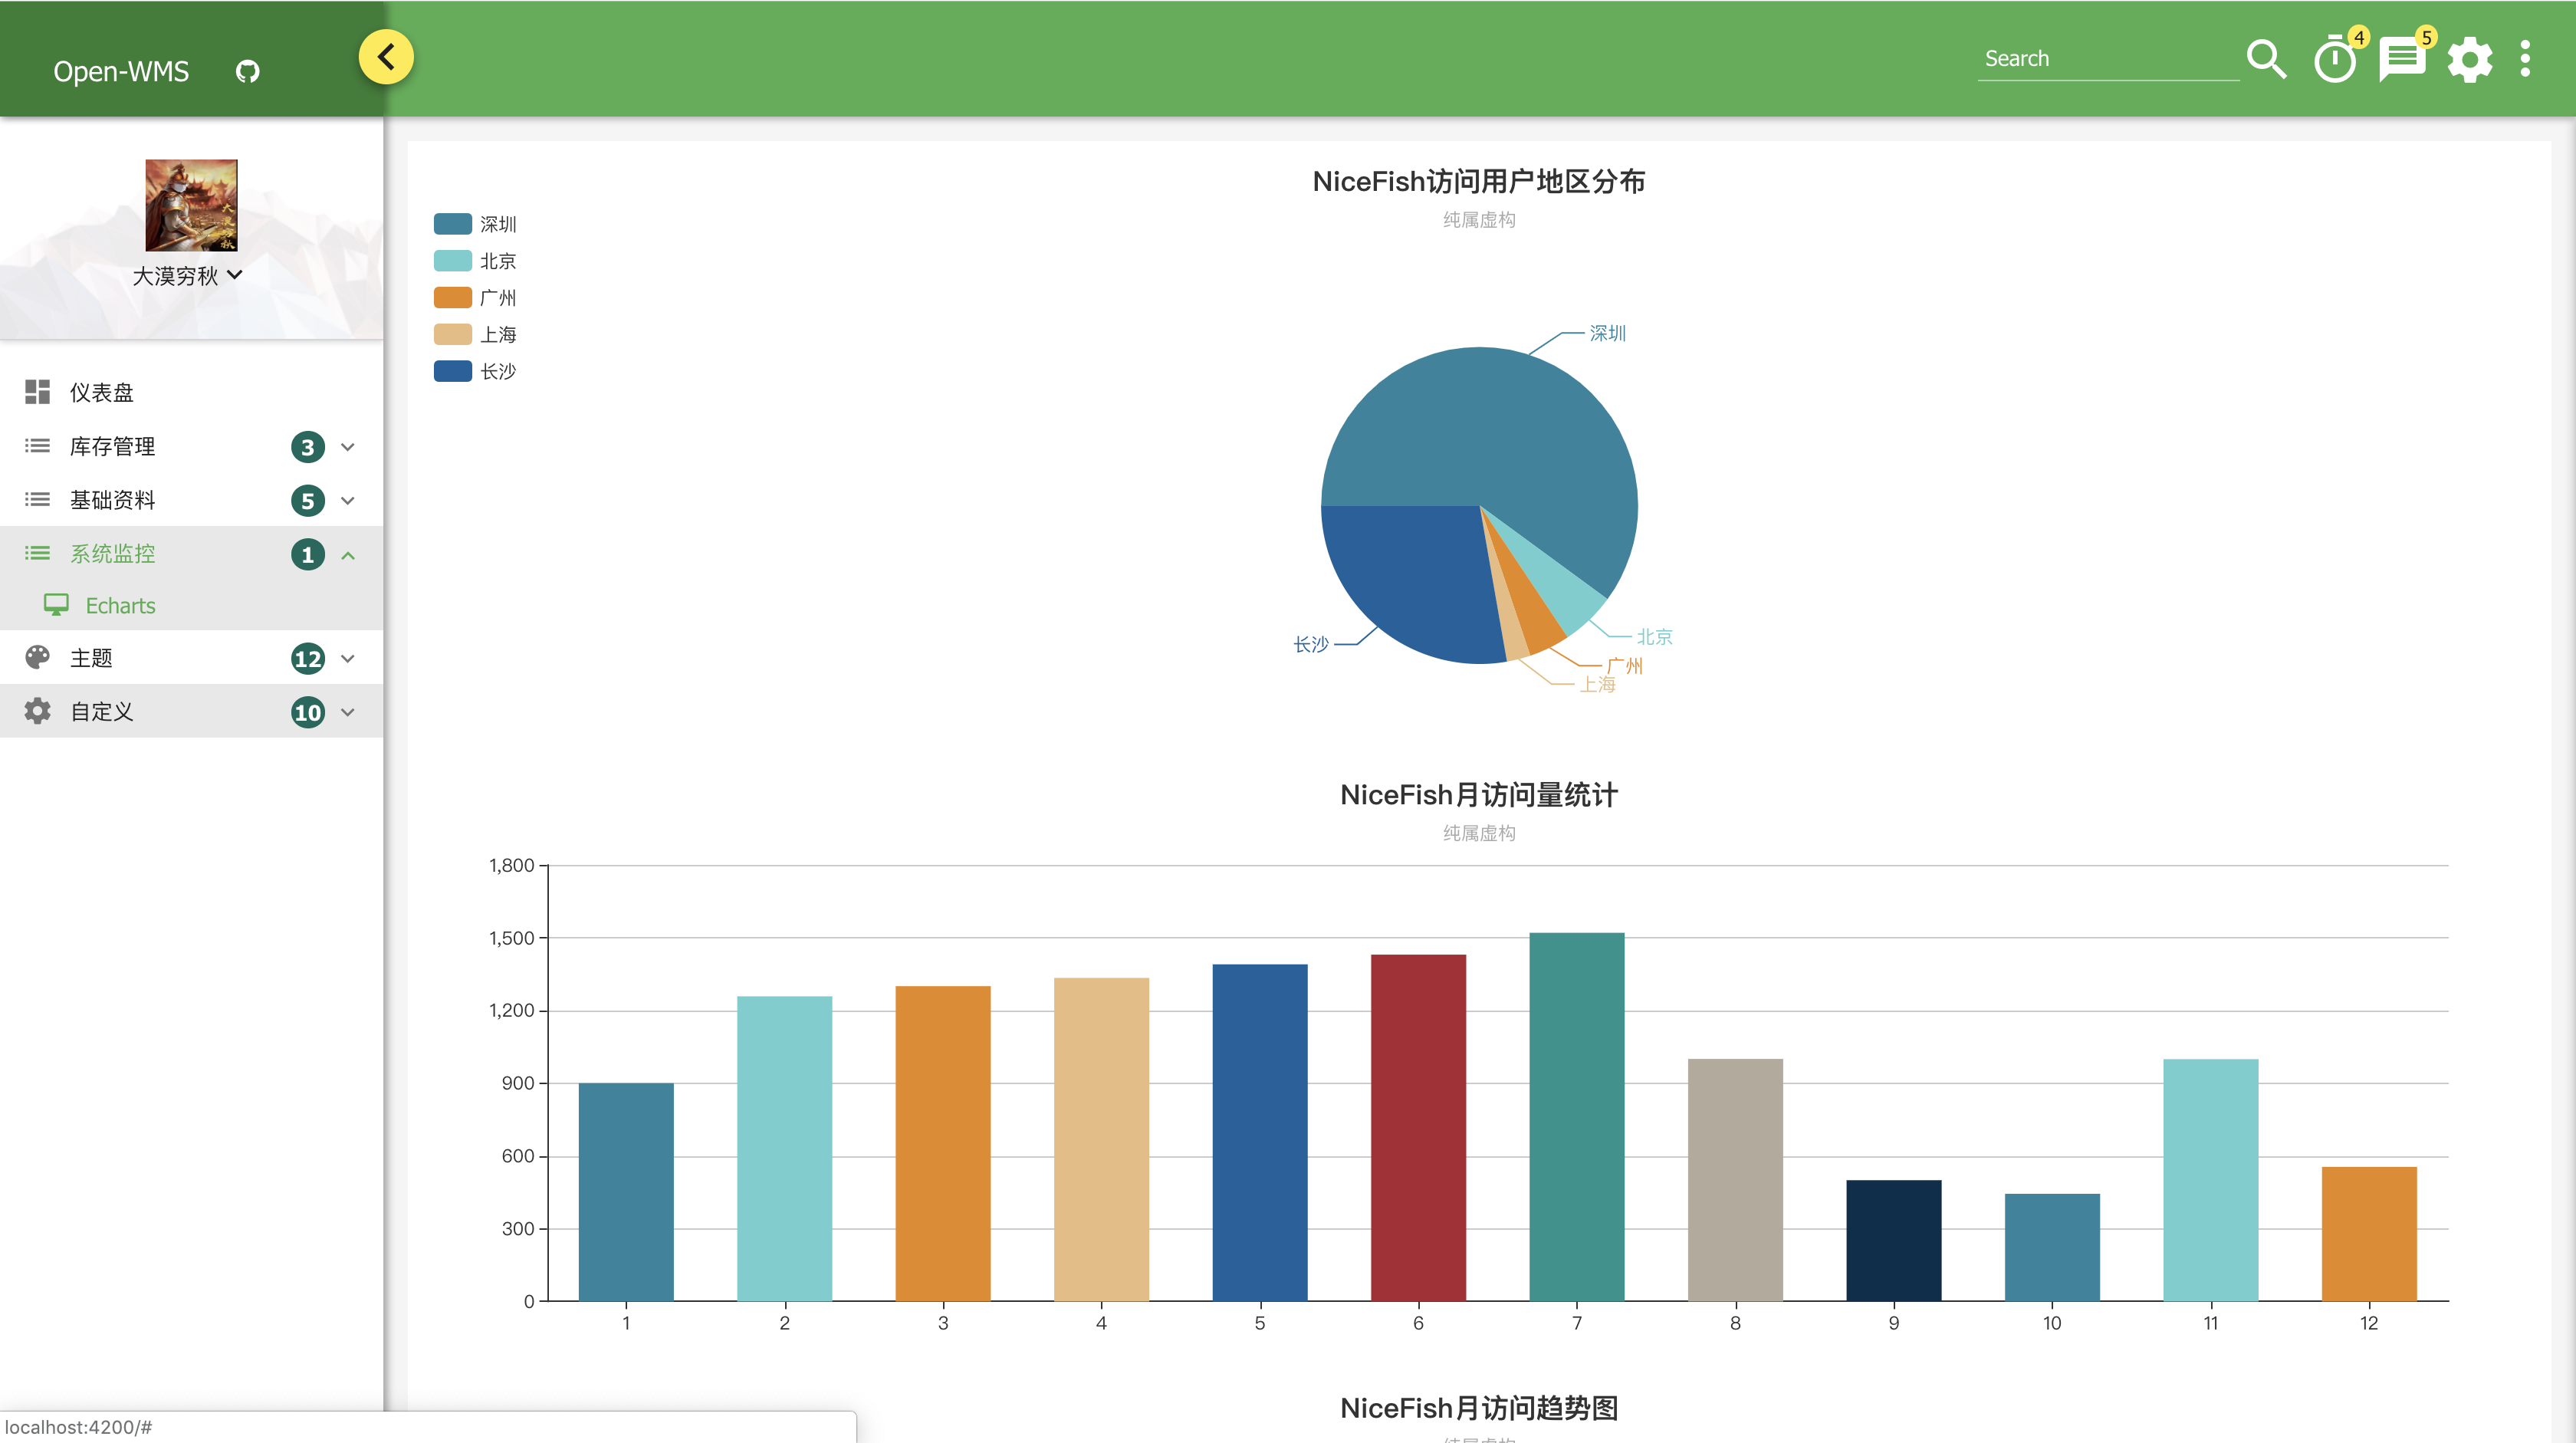 Open-WMS
Search
4
5
大漠穷秋
仪表盘
库存管理 3
基础资料 5
系统监控 1
Echarts
主题 12
自定义 10
NiceFish访问用户地区分布
纯属虚构
深圳
北京
广州
上海
长沙
深圳
北京
广州
上海
长沙
NiceFish月访问量统计
纯属虚构
1,800
1,500
1,200
900
600
300
0
1 2 3 4 5 6 7 8 9 10 11 12
NiceFish月访问趋势图
纯属虚构
localhost:4200/#